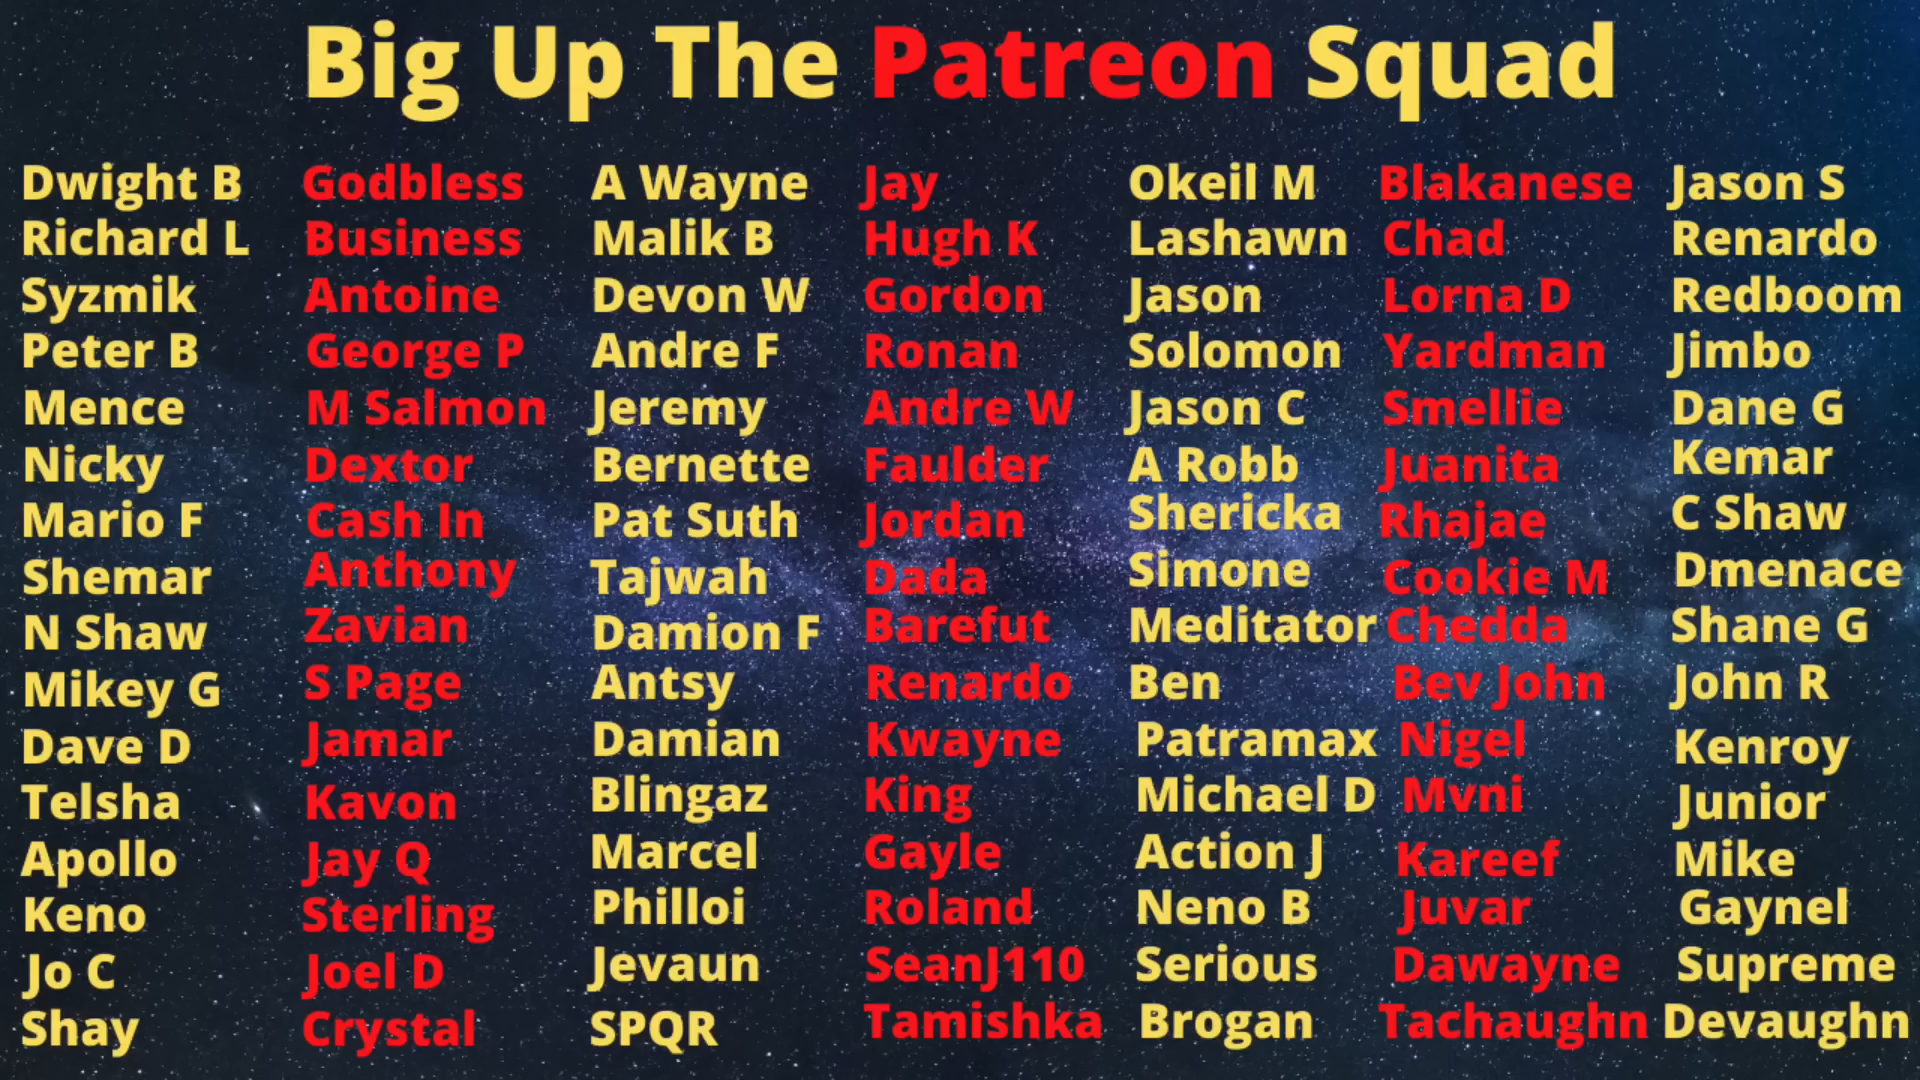 Big Up The Patreon Squad
Dwight B
Richard L
Syzmik
Peter B
Mence
Nicky
Mario F
Shemar
N Shaw
Mikey G
Dave D
Telsha
Apollo
Keno
Jo C
Shay
Godbless
Business
Antoine
George P
M Salmon
Dextor
Cash In
Anthony
Zavian
S Page
Jamar
Kavon
Jay Q
Sterling
Joel D
Crystal
A Wayne
Malik B
Devon W
Andre F
Jeremy
Bernette
Pat Suth
Tajwah
Damion F
Antsy
Damian
Blingaz
Marcel
Philloi
Jevaun
SPQR
Jay
Hugh K
Gordon
Ronan
Andre W
Faulder
Jordan
Dada
Barefut
Renardo
Kwayne
King
Gayle
Roland
SeanJ110
Tamishka
Okeil M
Lashawn
Jason
Solomon
Jason C
A Robb
Shericka
Simone
Meditator
Ben
Patramax
Michael D
Action J
Neno B
Serious
Brogan
Blakanese
Chad
Lorna D
Yardman
Smellie
Juanita
Rhajae
Cookie M
Chedda
Bev John
Nigel
Mvni
Kareef
Juvar
Dawayne
Tachaughn
Jason S
Renardo
Redboom
Jimbo
Dane G
Kemar
C Shaw
Dmenace
Shane G
John R
Kenroy
Junior
Mike
Gaynel
Supreme
Devaughn